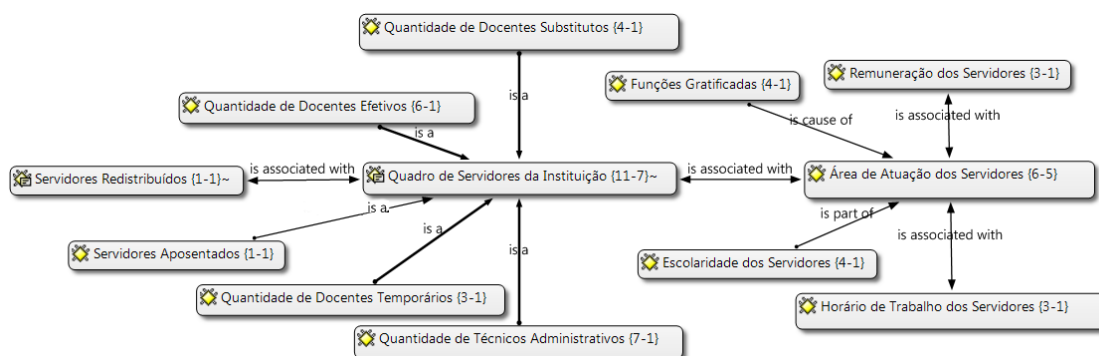 Quantidade de Docentes Substitutos {4-1}
Funções Gratificadas {4-1}
Remuneração dos Servidores {3-1}
is a
Quantidade de Docentes Efetivos {6-1}
is a
is cause of
is associated with
is associated with
is associated with
Servidores Redistribuídos {1-1}~
Quadro de Servidores da Instituição {11-7}~
Área de Atuação dos Servidores {6-5}
is a
is a
is a
is part of
is associated with
Servidores Aposentados {1-1}
Escolaridade dos Servidores {4-1}
Quantidade de Docentes Temporários {3-1}
Horário de Trabalho dos Servidores {3-1}
Quantidade de Técnicos Administrativos {7-1}